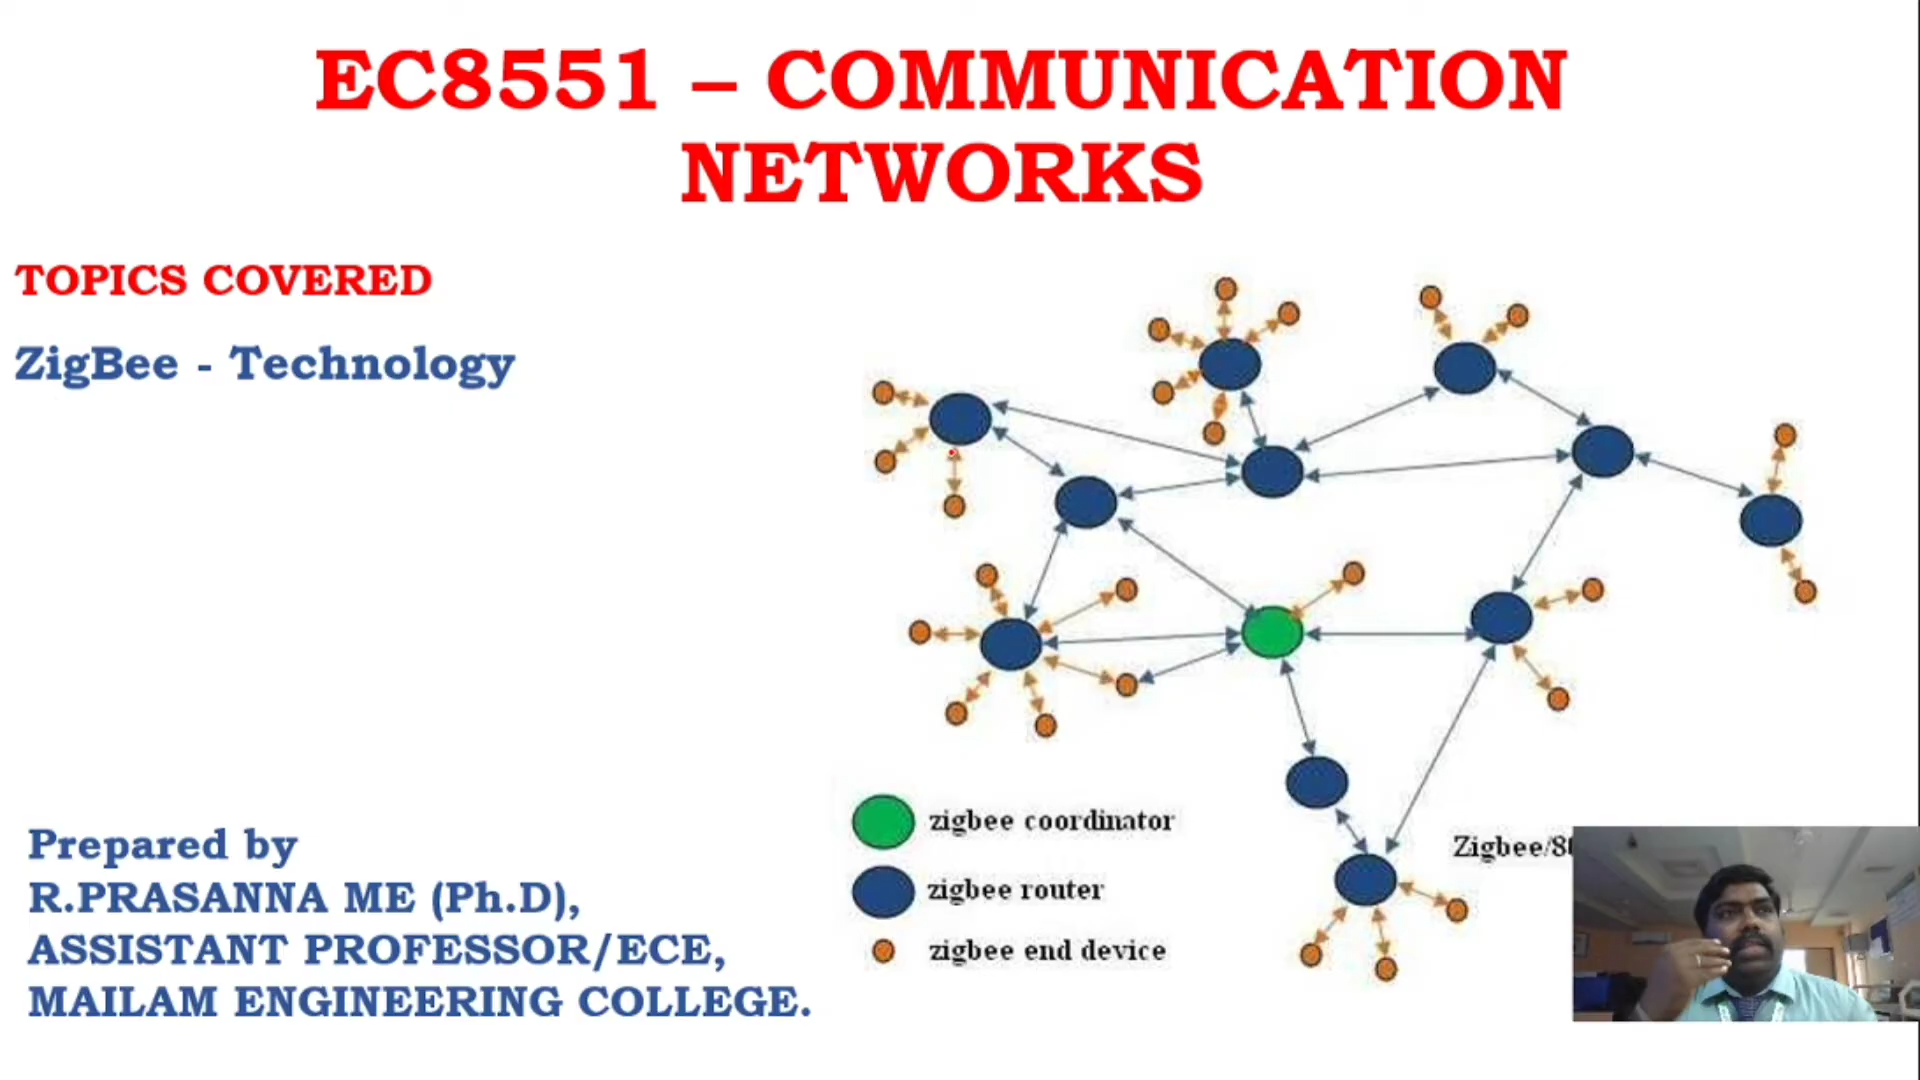 EC8551 – COMMUNICATION
NETWORKS
TOPICS COVERED
ZigBee - Technology
zigbee coordinator
zigbee router
zigbee end device
Prepared by
R.PRASANNA ME (Ph.D),
ASSISTANT PROFESSOR/ECE,
MAILAM ENGINEERING COLLEGE.